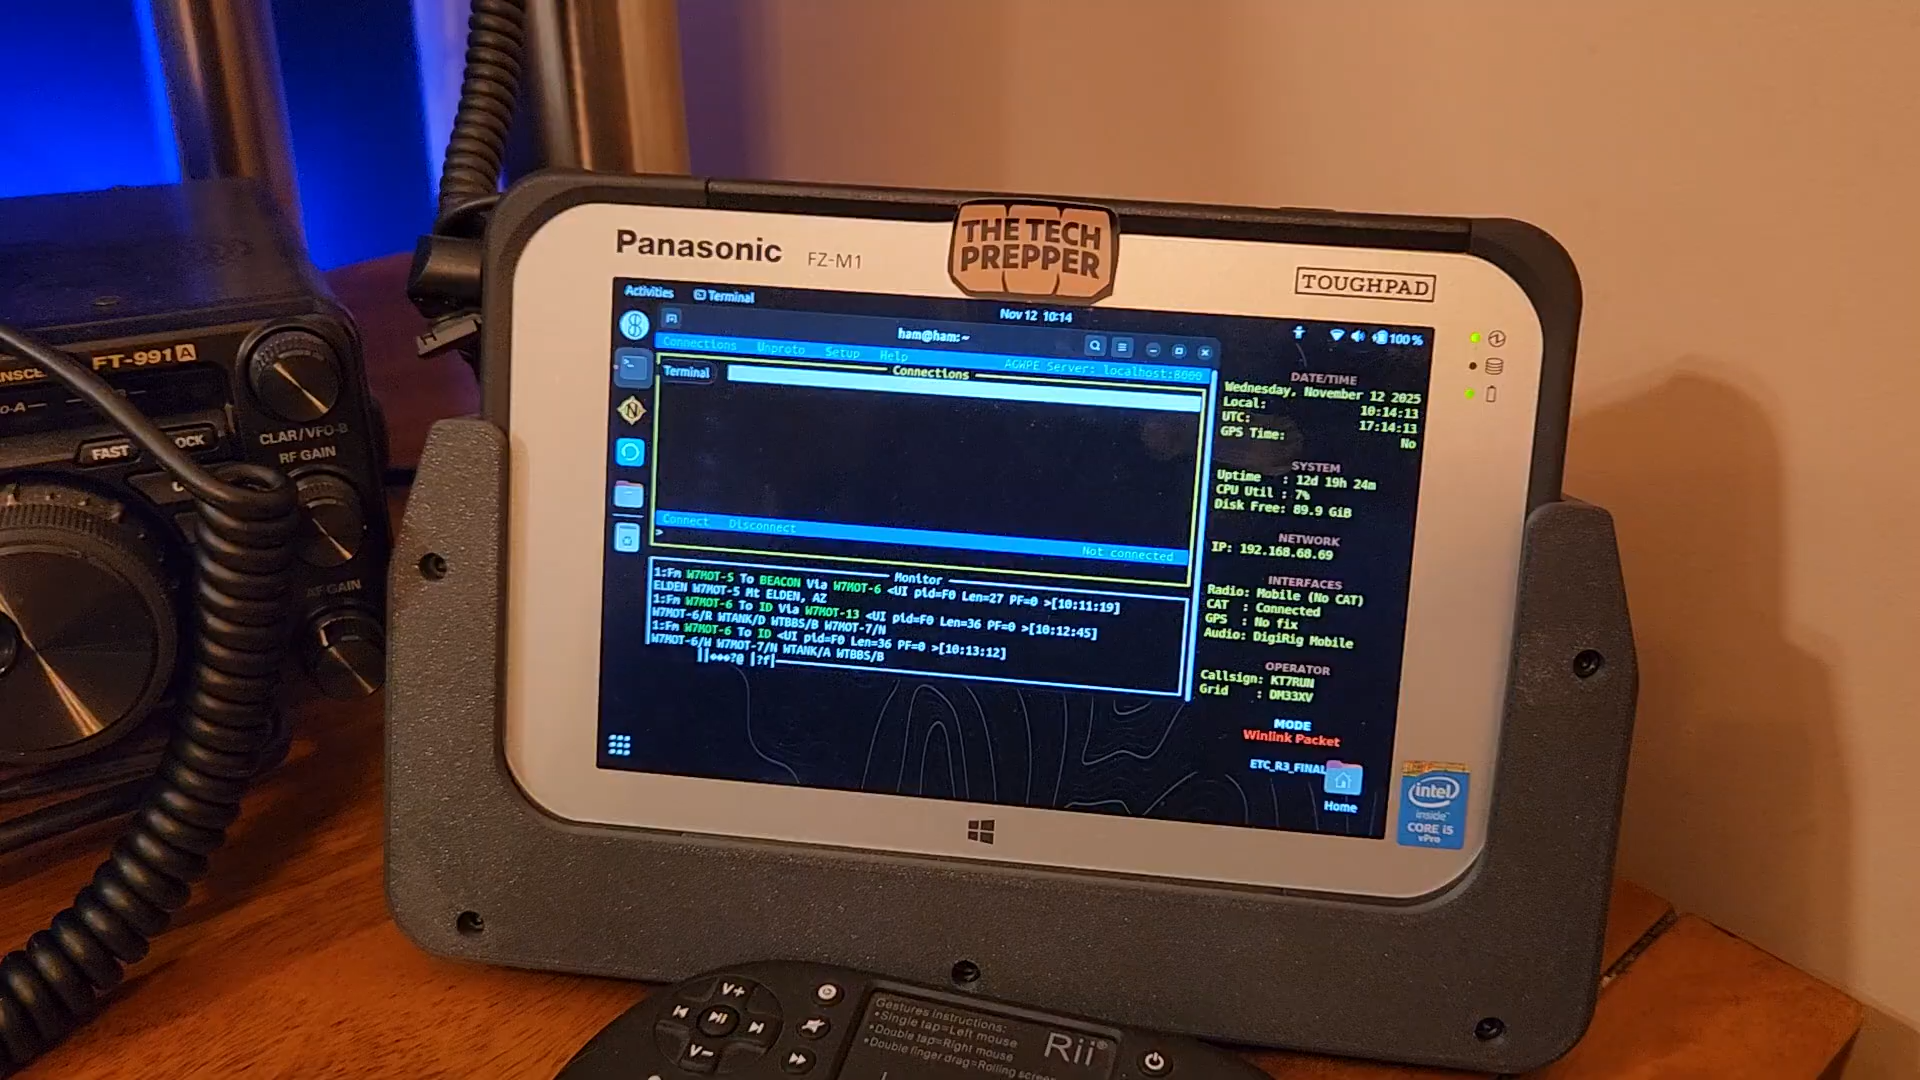 Panasonic FZ-M1
THE TECH
PREPPER
TOUGHPAD
Activities Terminal
Nov 12 10:14
100 %
ham@ham: ~
Connections Unproto Setup Help
AGWPE Server: localhost:8000
Connections
Terminal
Connect Disconnect
>
Not connected
Monitor
1:Fm W7MOT-5 To BEACON Via W7MOT-6 <UI pid=F0 Len=27 PF=0 >[10:11:19]
ELDEN W7MOT-5 Mt ELDEN, AZ
1:Fm W7MOT-6 To ID Via W7MOT-13 <UI pid=F0 Len=36 PF=0 >[10:12:45]
W7MOT-6/R WTANK/D WTBBS/B W7MOT-7/N
1:Fm W7MOT-6 To ID <UI pid=F0 Len=36 PF=0 >[10:13:12]
W7MOT-6/H W7MOT-7/N WTANK/A WTBBS/B
DATE/TIME
Wednesday, November 12 2025
Local: 10:14:13
UTC: 17:14:13
GPS Time: No
SYSTEM
Uptime : 12d 19h 24m
CPU Util : 7%
Disk Free: 89.9 GiB
NETWORK
IP: 192.168.68.69
INTERFACES
Radio: Mobile (No CAT)
CAT : Connected
GPS : No fix
Audio: DigiRig Mobile
OPERATOR
Callsign: KT7RUN
Grid : DM33XV
MODE
Winlink Packet
ETC_R3_FINAL
Home
intel
inside
CORE i5
vPro
FT-991A
FAST
LOCK
CLAR/VFO-B
RF GAIN
AF GAIN
V+
V-
Gestures instructions:
•Single tap=Left mouse
•Double tap=Right mouse
•Double finger drag=Rolling
Rii